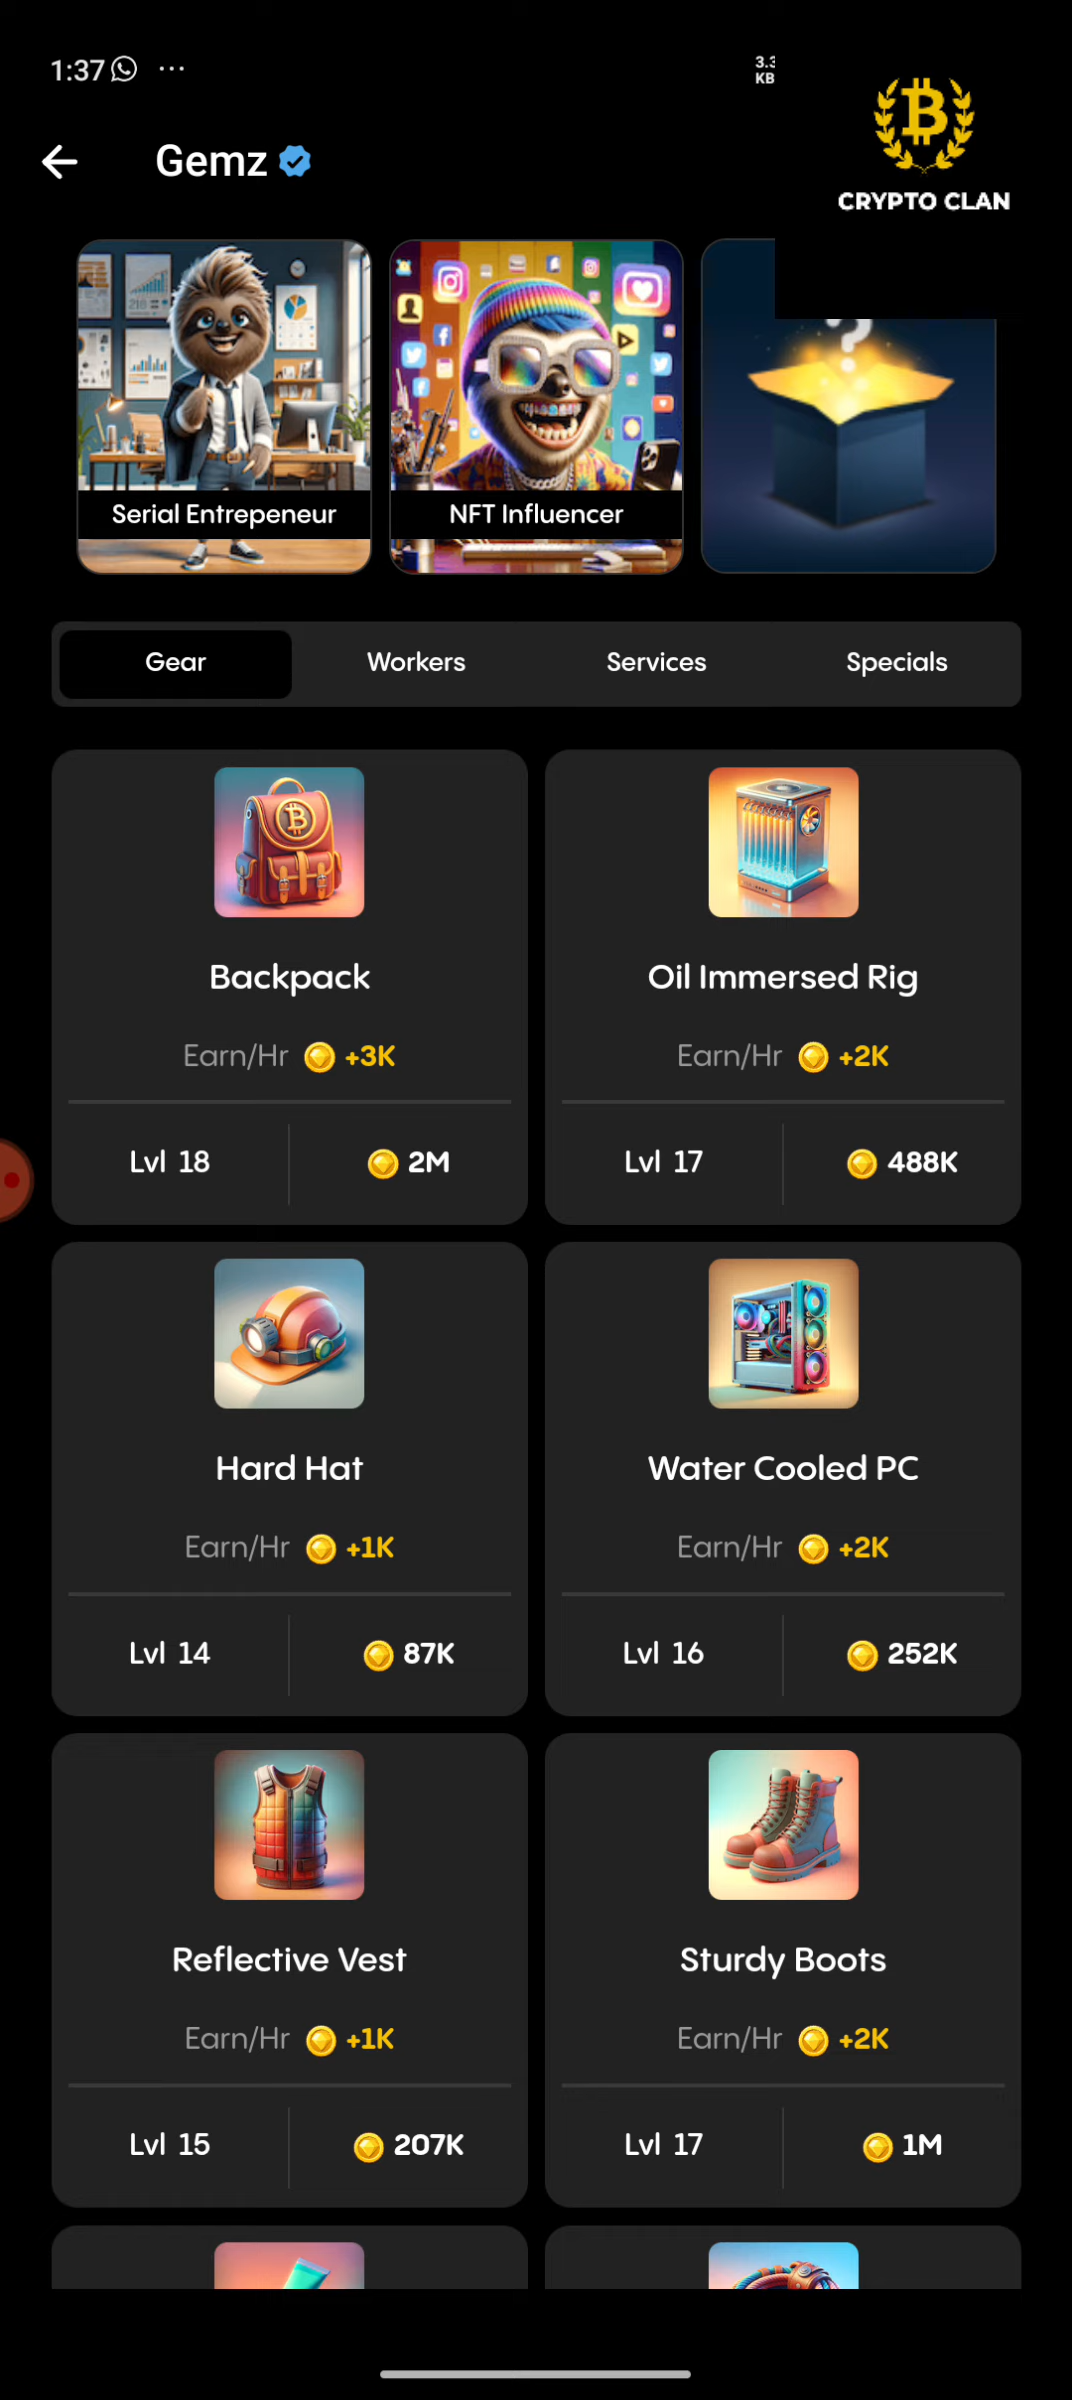 1:37 ...
3.3
KB
Gemz
CRYPTO CLAN
Serial Entrepeneur
NFT Influencer
Gear
Workers
Services
Specials
Backpack
Earn/Hr +3K
Lvl 18
2M
Oil Immersed Rig
Earn/Hr +2K
Lvl 17
488K
Hard Hat
Earn/Hr +1K
Lvl 14
87K
Water Cooled PC
Earn/Hr +2K
Lvl 16
252K
Reflective Vest
Earn/Hr +1K
Lvl 15
207K
Sturdy Boots
Earn/Hr +2K
Lvl 17
1M